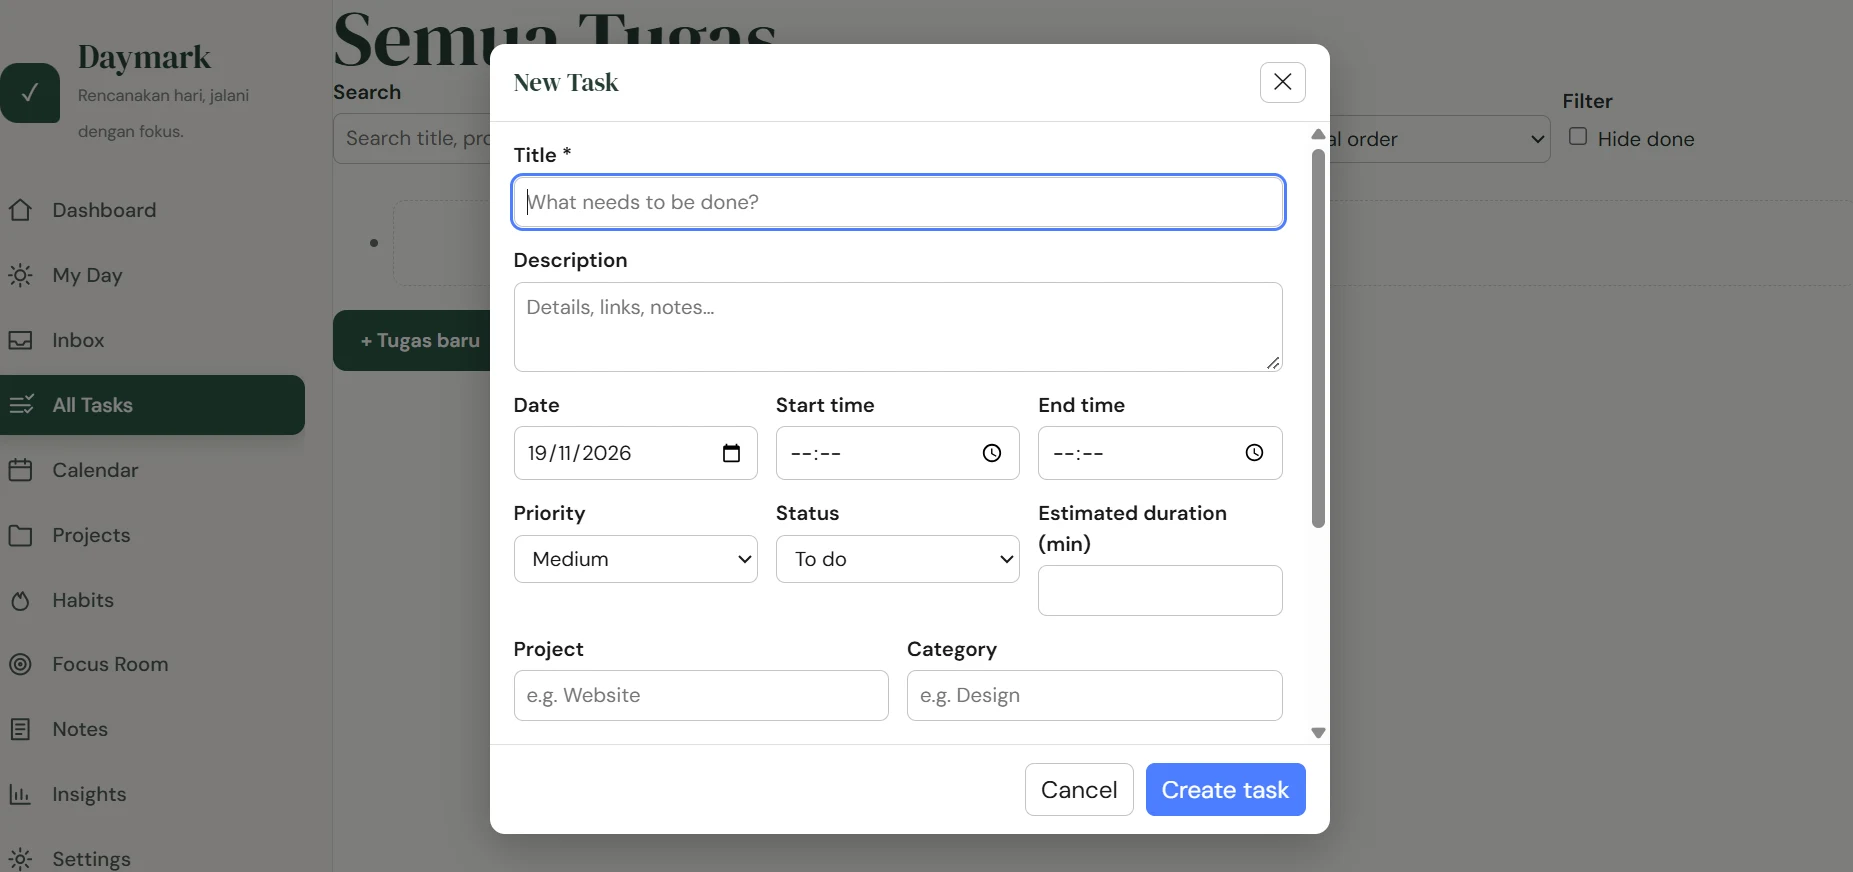 Daymark
Rencanakan hari, jalani
dengan fokus.
Dashboard
My Day
Inbox
All Tasks
Calendar
Projects
Habits
Focus Room
Notes
Insights
Settings
Semua Tugas
Search
Search title, pro
al order
Filter
Hide done
+ Tugas baru
New Task
Title *
What needs to be done?
Description
Details, links, notes...
Date
Start time
End time
19/11/2026
--:--
--:--
Priority
Status
Estimated duration
(min)
Medium
To do
Project
Category
e.g. Website
e.g. Design
Cancel
Create task